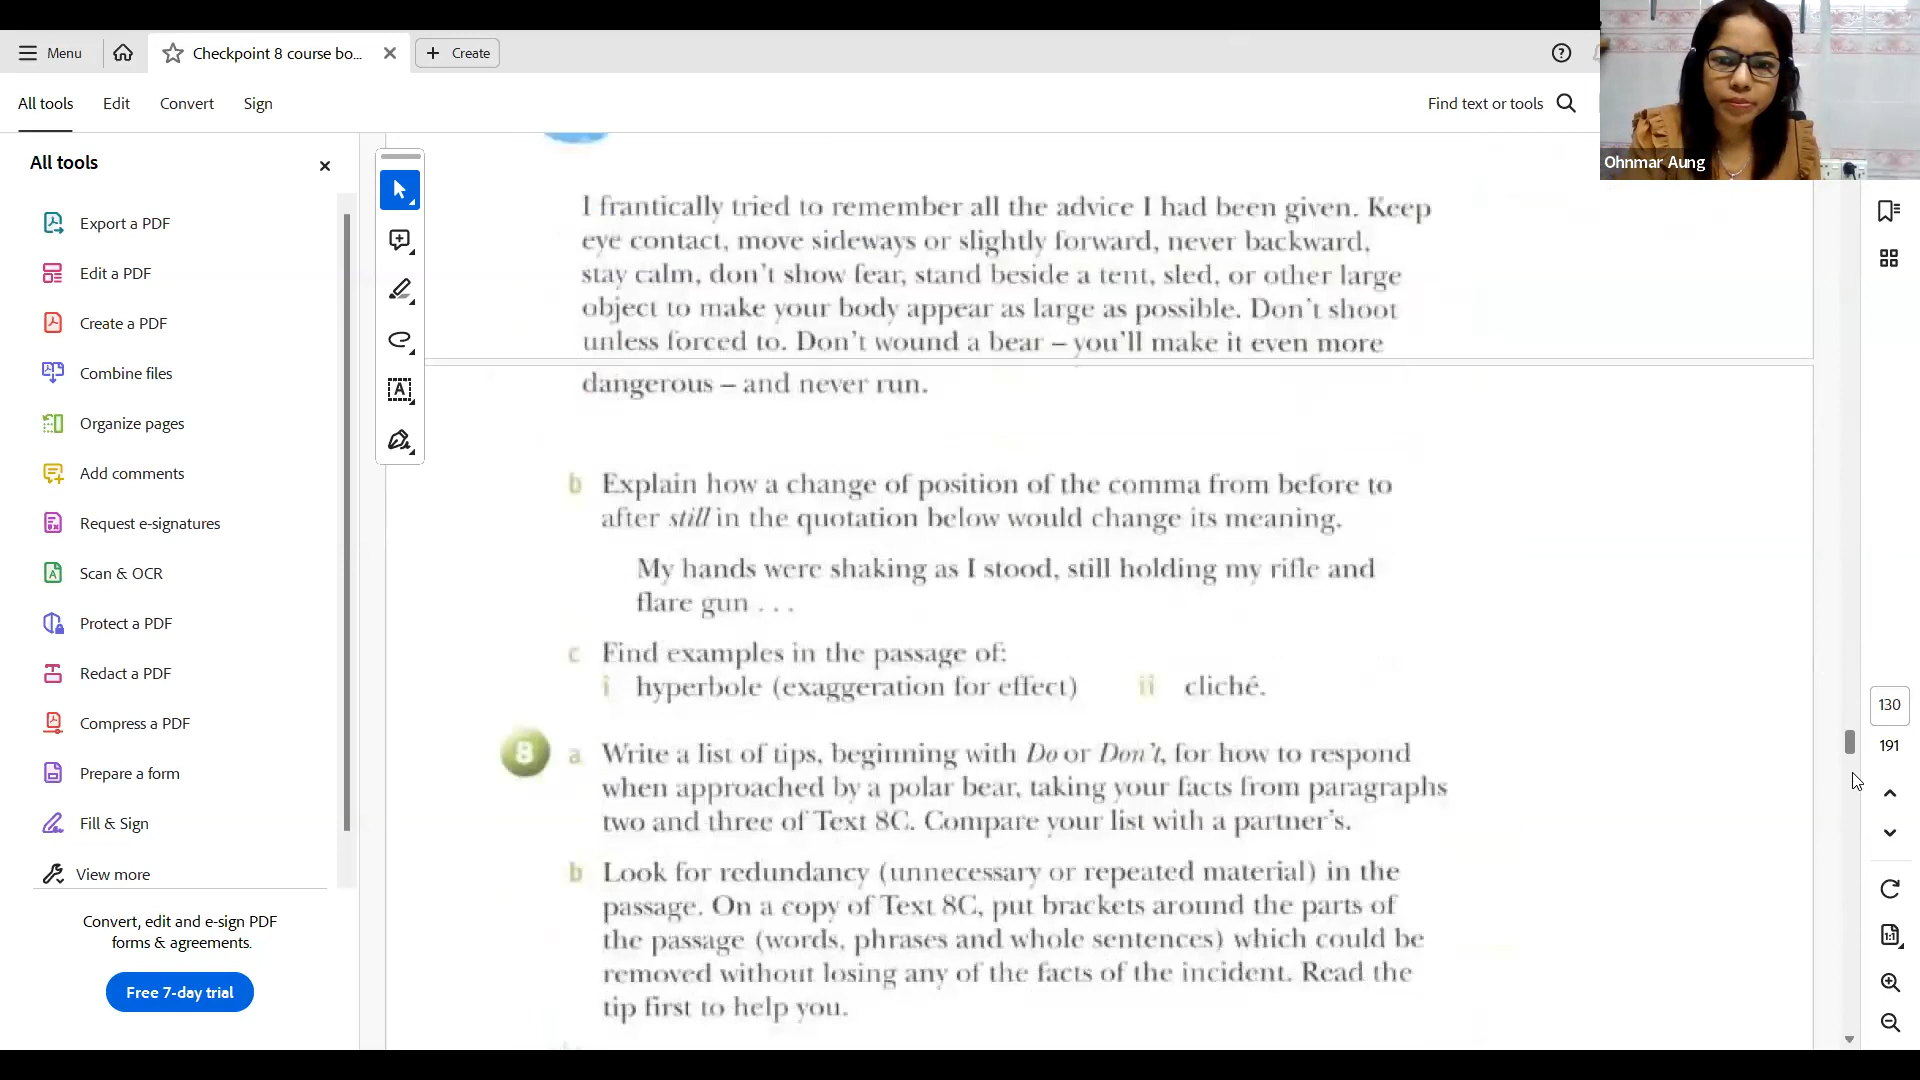 Menu
Checkpoint 8 course bo...
Create
All tools
Edit
Convert
Sign
Find text or tools
Ohnmar Aung
All tools
Export a PDF
Edit a PDF
Create a PDF
Combine files
Organize pages
Add comments
Request e-signatures
Scan & OCR
Protect a PDF
Redact a PDF
Compress a PDF
Prepare a form
Fill & Sign
View more
Convert, edit and e-sign PDF
forms & agreements.
Free 7-day trial
I frantically tried to remember all the advice I had been given. Keep
eye contact, move sideways or slightly forward, never backward,
stay calm, don't show fear, stand beside a tent, sled, or other large
object to make your body appear as large as possible. Don't shoot
unless forced to. Don't wound a bear – you'll make it even more
dangerous – and never run.
b Explain how a change of position of the comma from before to
after still in the quotation below would change its meaning.
My hands were shaking as I stood, still holding my rifle and
flare gun . . .
c Find examples in the passage of:
i hyperbole (exaggeration for effect) ii cliché.
8 a Write a list of tips, beginning with Do or Don't, for how to respond
when approached by a polar bear, taking your facts from paragraphs
two and three of Text 8C. Compare your list with a partner's.
b Look for redundancy (unnecessary or repeated material) in the
passage. On a copy of Text 8C, put brackets around the parts of
the passage (words, phrases and whole sentences) which could be
removed without losing any of the facts of the incident. Read the
tip first to help you.
130
191